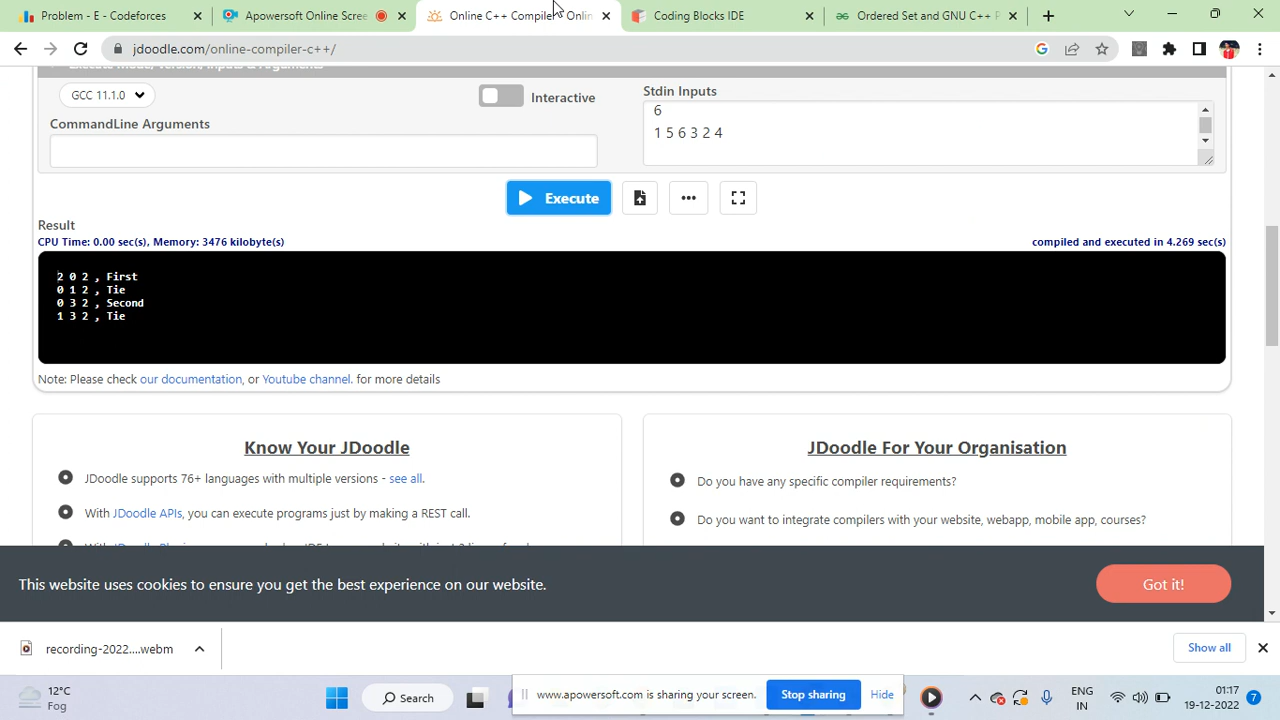 Problem - E - Codeforces
Apowersoft Online Scree
Online C++ Compiler - Onlin
Coding Blocks IDE
Ordered Set and GNU C++ P
jdoodle.com/online-compiler-c++/
GCC 11.1.0
Interactive
Stdin Inputs
6
1 5 6 3 2 4
CommandLine Arguments
Execute
Result
CPU Time: 0.00 sec(s), Memory: 3476 kilobyte(s)
compiled and executed in 4.269 sec(s)
2 0 2 , First
0 1 2 , Tie
0 3 2 , Second
1 3 2 , Tie
Note: Please check our documentation, or Youtube channel. for more details
Know Your JDoodle
JDoodle supports 76+ languages with multiple versions - see all.
With JDoodle APIs, you can execute programs just by making a REST call.
JDoodle For Your Organisation
Do you have any specific compiler requirements?
Do you want to integrate compilers with your website, webapp, mobile app, courses?
This website uses cookies to ensure you get the best experience on our website.
Got it!
recording-2022....webm
Show all
12°C
Fog
Search
www.apowersoft.com is sharing your screen.
Stop sharing
Hide
ENG
IN
01:17
19-12-2022
7